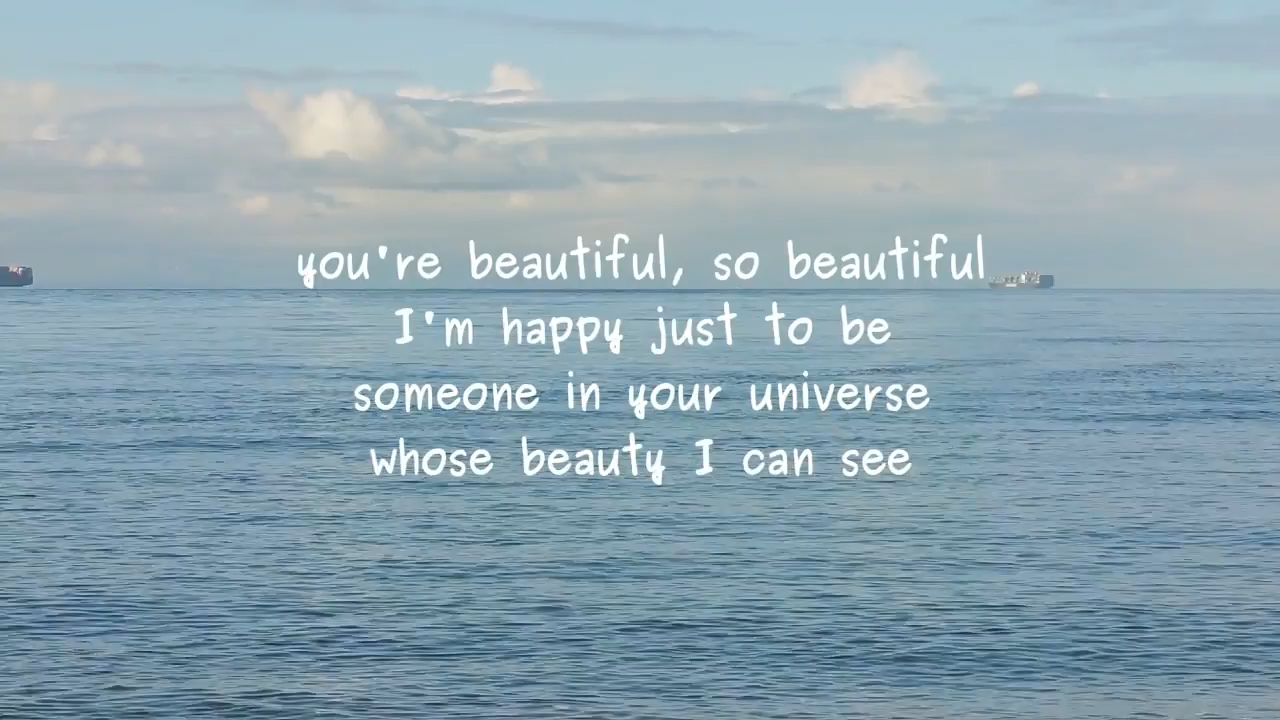 you're beautiful, so beautiful
I'm happy just to be
someone in your universe
whose beauty I can see